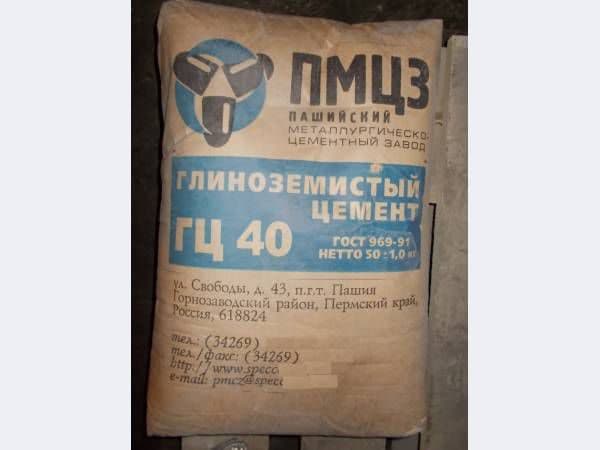 ПМЦЗ
ПАШИЙСКИЙ
МЕТАЛЛУРГИЧЕСКО
ЦЕМЕНТНЫЙ ЗАВОД
ГЛИНОЗЕМИСТЫЙ
ЦЕМЕНТ
ГЦ 40
ГОСТ 969-91
НЕТТО 50 ± 1,0 кг
ул. Свободы, д. 43, п.г.т. Пашия
Горнозаводский район, Пермский край,
Россия, 618824
тел.: (34269)
тел./факс: (34269)
http://www.speco
e-mail: pmcz@speco